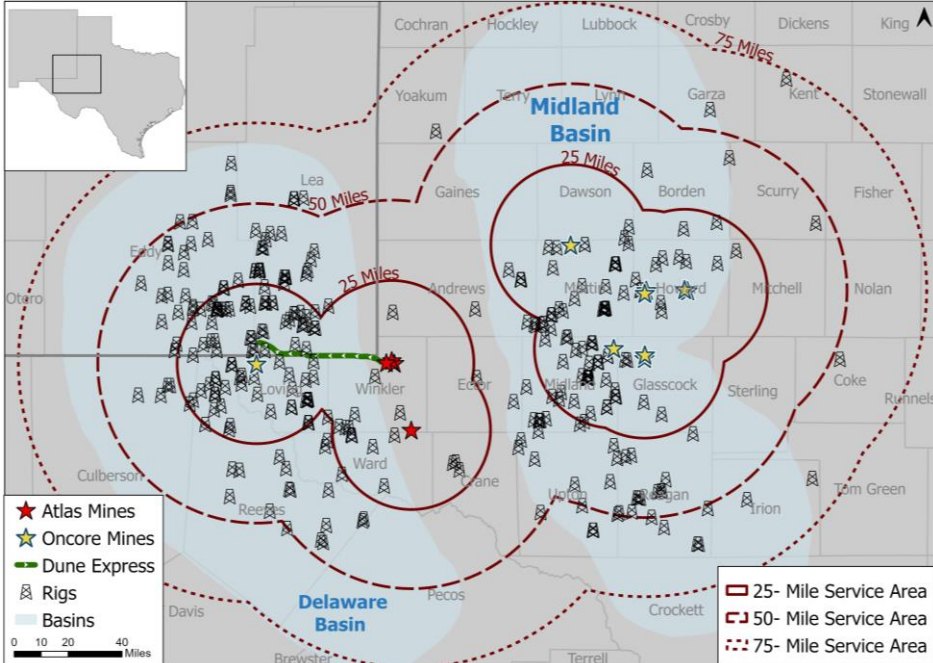 Cochran
Hockley
Lubbock
Crosby
Dickens
King
75 Miles
Yoakum
Terry
Lynn
Garza
Kent
Stonewall
Midland
Basin
25 Miles
Lea
50 Miles
Gaines
Dawson
Borden
Scurry
Fisher
Eddy
25 Miles
Otero
Andrews
Martin
Howard
Mitchell
Nolan
Loving
Winkler
Ector
Midland
Glasscock
Sterling
Coke
Runnels
Culberson
Ward
Crane
Reeves
Upton
Reagan
Irion
Tom Green
Atlas Mines
Oncore Mines
Dune Express
Rigs
Basins
0 10 20 40
Miles
Davis
Delaware
Basin
Pecos
Crockett
Brewster
Terrell
25- Mile Service Area
50- Mile Service Area
75- Mile Service Area